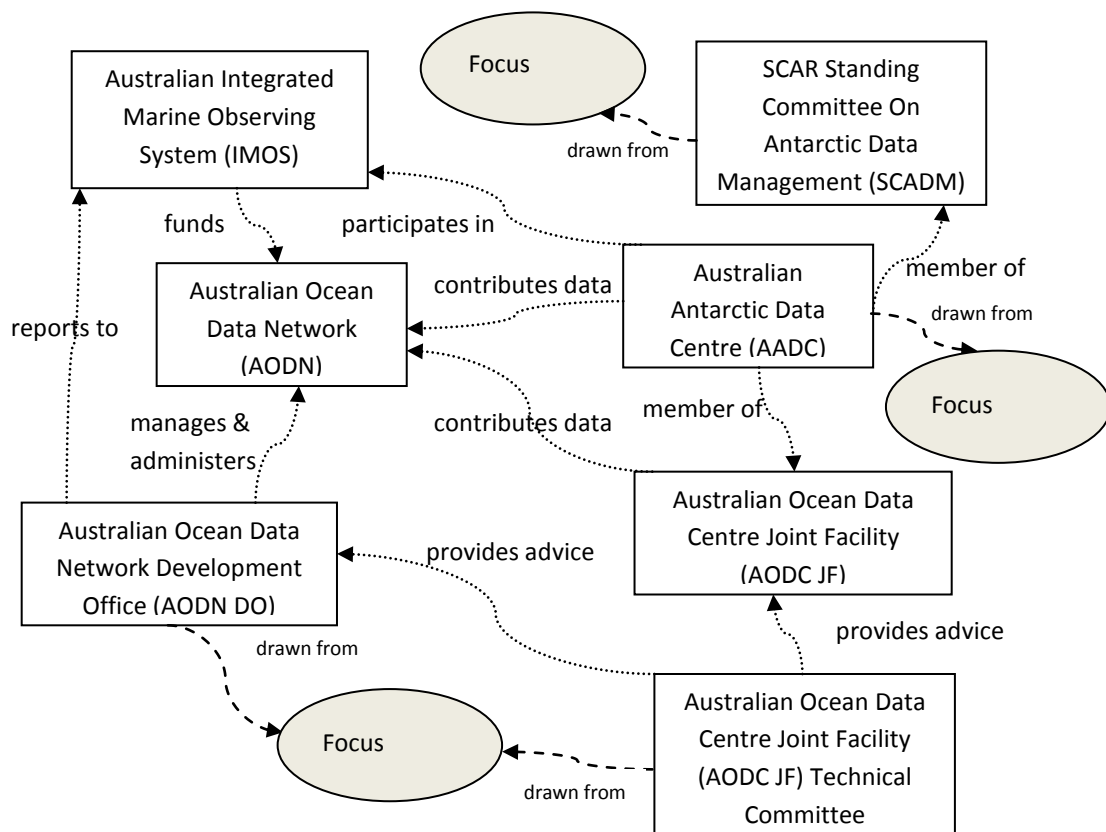 Australian Integrated
Marine Observing
System (IMOS)
Focus
SCAR Standing
Committee On
Antarctic Data
Management (SCADM)
drawn from
funds
participates in
member of
Australian Ocean
Data Network
(AODN)
contributes data
Australian
Antarctic Data
Centre (AADC)
drawn from
reports to
Focus
manages &
administers
contributes data
member of
Australian Ocean Data
Network Development
Office (AODN DO)
provides advice
Australian Ocean Data
Centre Joint Facility
(AODC JF)
drawn from
provides advice
Focus
drawn from
Australian Ocean Data
Centre Joint Facility
(AODC JF) Technical
Committee